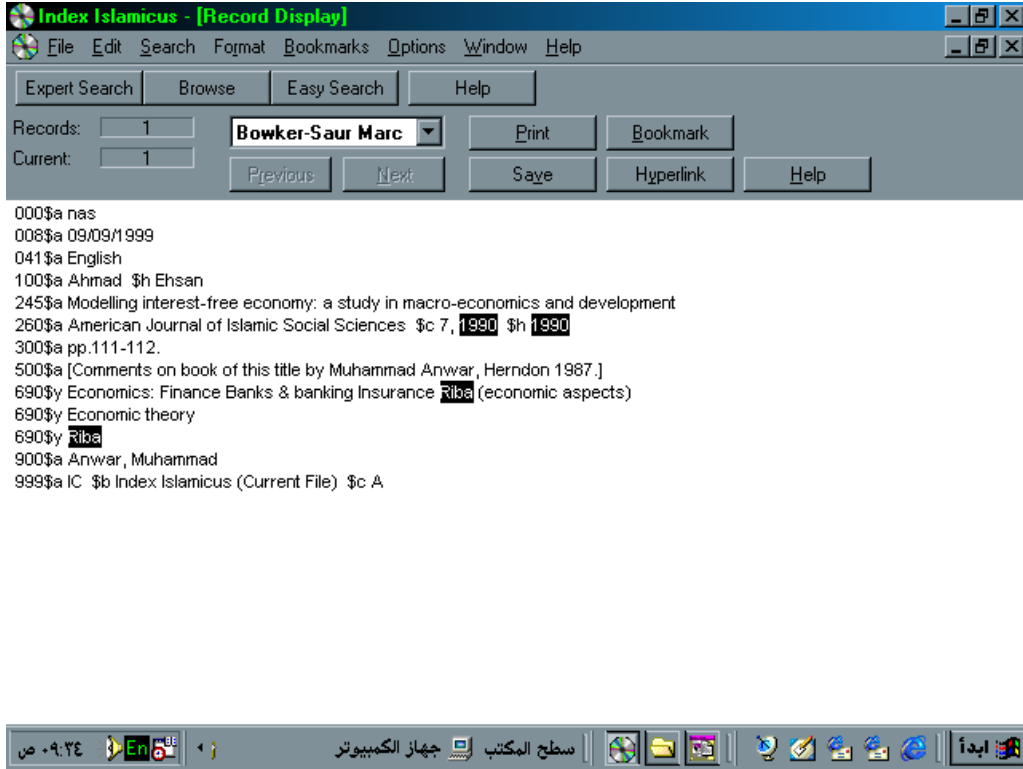 Index Islamicus - [Record Display]
File Edit Search Format Bookmarks Options Window Help
Expert Search Browse Easy Search Help
Records: 1 Bowker-Saur Marc Print Bookmark
Current: 1 Previous Next Save Hyperlink Help
000$a nas
008$a 09/09/1999
041$a English
100$a Ahmad $h Ehsan
245$a Modelling interest-free economy: a study in macro-economics and development
260$a American Journal of Islamic Social Sciences $c 7, 1990 $h 1990
300$a pp.111-112.
500$a [Comments on book of this title by Muhammad Anwar, Herndon 1987.]
690$y Economics: Finance Banks & banking Insurance Riba (economic aspects)
690$y Economic theory
690$y Riba
900$a Anwar, Muhammad
999$a IC $b Index Islamicus (Current File) $c A
ابدأ سطح المكتب جهاز الكمبيوتر En ٠٩:٣٤ ص